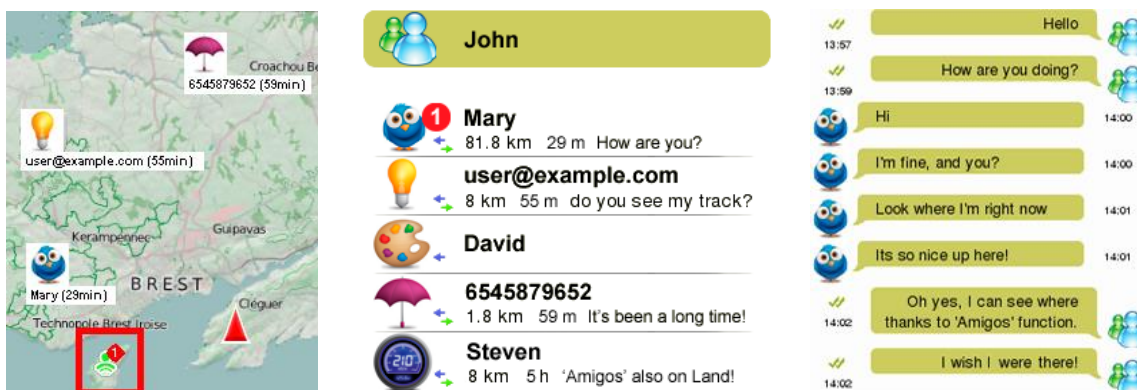 Croachou Be
6545879652 (59min)
user@example.com (55min)
Kerampennec
Guipavas
BREST
Mary (29min)
Cléguer
Technopole Brest Iroise
1
John
1
Mary
81.8 km 29 m How are you?
user@example.com
8 km 55 m do you see my track?
David
6545879652
1.8 km 59 m It's been a long time!
210
Steven
8 km 5 h 'Amigos' also on Land!
Hello
13:57
How are you doing?
13:59
Hi 14:00
I'm fine, and you? 14:00
Look where I'm right now 14:01
Its so nice up here! 14:01
Oh yes, I can see where
14:02 thanks to 'Amigos' function.
I wish I were there!
14:02